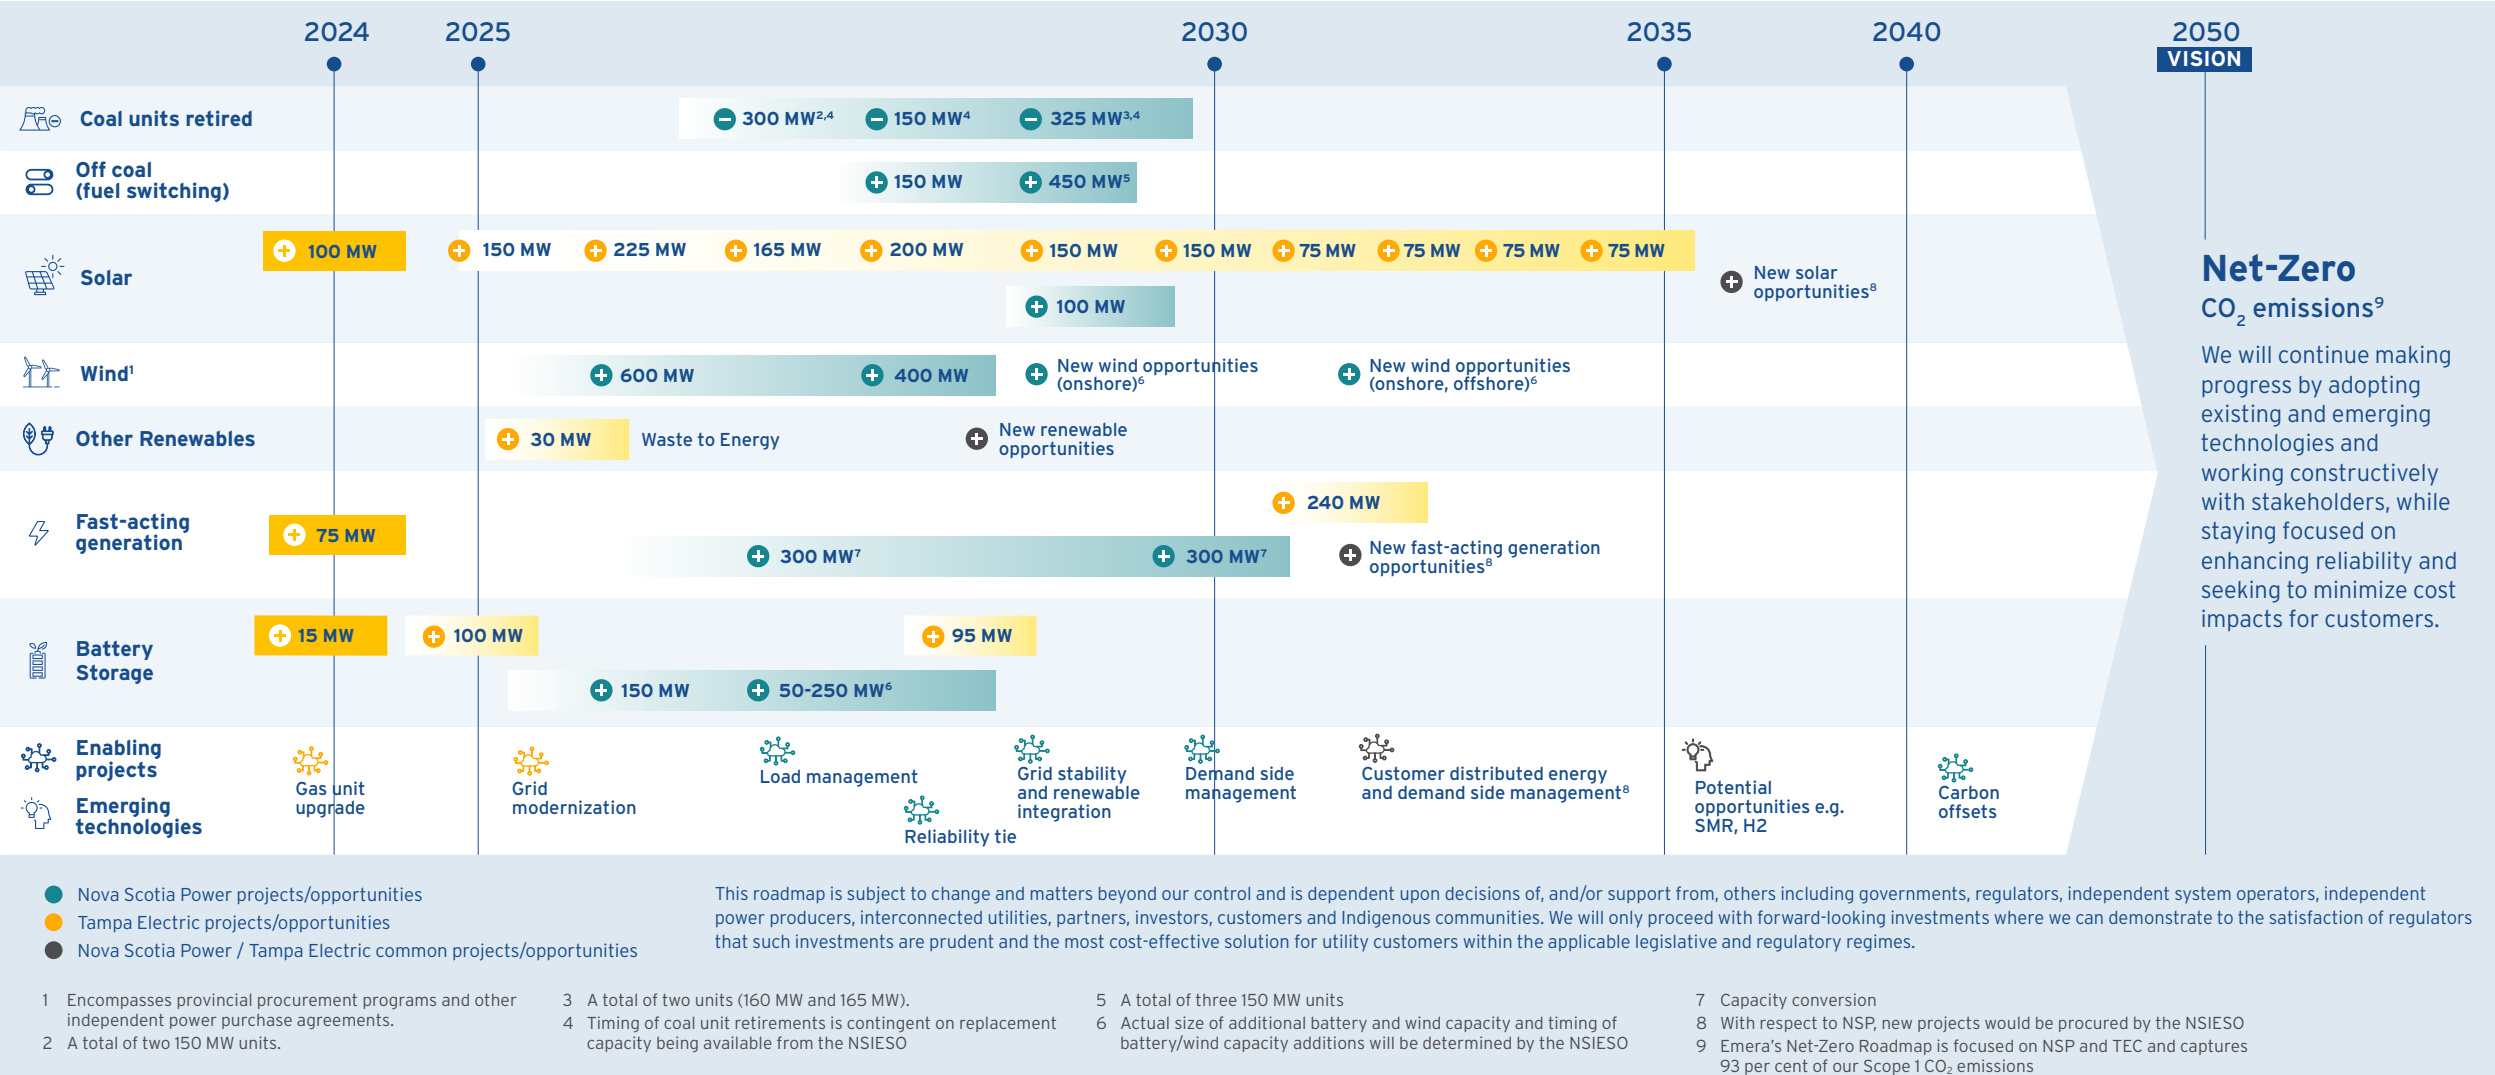 2024 2025 2030 2035 2040 2050
VISION
Coal units retired
300 MW²,⁴ 150 MW⁴ 325 MW³,⁴
Off coal
(fuel switching)
150 MW 450 MW⁵
Solar
100 MW 150 MW 225 MW 165 MW 200 MW 150 MW 150 MW 75 MW 75 MW 75 MW 75 MW
100 MW
New solar
opportunities⁸
Wind¹
600 MW 400 MW
New wind opportunities
(onshore)⁶
New wind opportunities
(onshore, offshore)⁶
Other Renewables
30 MW Waste to Energy
New renewable
opportunities
Fast-acting
generation
75 MW
240 MW
300 MW⁷ 300 MW⁷
New fast-acting generation
opportunities⁸
Battery
Storage
15 MW 100 MW 95 MW
150 MW 50-250 MW⁶
Enabling
projects
Emerging
technologies
Gas unit
upgrade
Grid
modernization
Load management
Reliability tie
Grid stability
and renewable
integration
Demand side
management
Customer distributed energy
and demand side management⁸
Potential
opportunities e.g.
SMR, H2
Carbon
offsets
Net-Zero
CO₂ emissions⁹
We will continue making
progress by adopting
existing and emerging
technologies and
working constructively
with stakeholders, while
staying focused on
enhancing reliability and
seeking to minimize cost
impacts for customers.
Nova Scotia Power projects/opportunities
Tampa Electric projects/opportunities
Nova Scotia Power / Tampa Electric common projects/opportunities
This roadmap is subject to change and matters beyond our control and is dependent upon decisions of, and/or support from, others including governments, regulators, independent system operators, independent
power producers, interconnected utilities, partners, investors, customers and Indigenous communities. We will only proceed with forward-looking investments where we can demonstrate to the satisfaction of regulators
that such investments are prudent and the most cost-effective solution for utility customers within the applicable legislative and regulatory regimes.
1 Encompasses provincial procurement programs and other
independent power purchase agreements.
2 A total of two 150 MW units.
3 A total of two units (160 MW and 165 MW).
4 Timing of coal unit retirements is contingent on replacement
capacity being available from the NSIESO
5 A total of three 150 MW units
6 Actual size of additional battery and wind capacity and timing of
battery/wind capacity additions will be determined by the NSIESO
7 Capacity conversion
8 With respect to NSP, new projects would be procured by the NSIESO
9 Emera's Net-Zero Roadmap is focused on NSP and TEC and captures
93 per cent of our Scope 1 CO₂ emissions